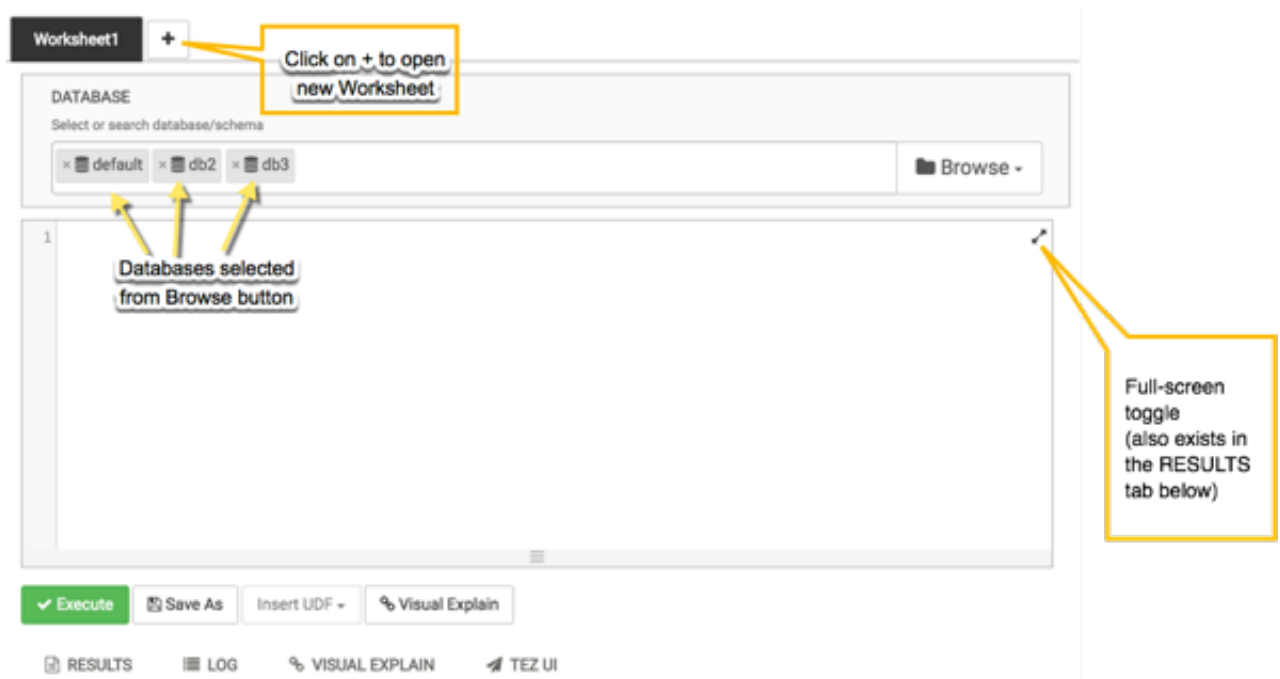 Worksheet1 +
Click on + to open
new Worksheet
DATABASE
Select or search database/schema
× default × db2 × db3
Browse
1
Databases selected
from Browse button
Full-screen
toggle
(also exists in
the RESULTS
tab below)
Execute Save As Insert UDF Visual Explain
RESULTS LOG VISUAL EXPLAIN TEZ UI